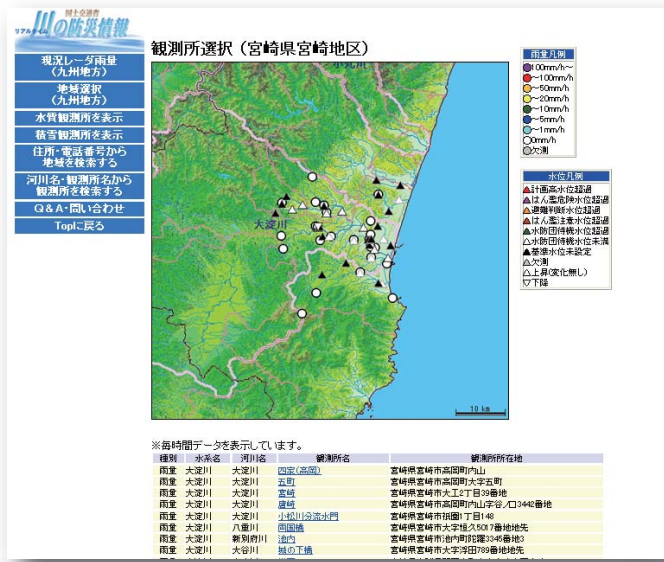 国土交通省
リアルタイム 川の防災情報
現況レーダ雨量
(九州地方)
地域選択
(九州地方)
水質観測所を表示
積雪観測所を表示
住所・電話番号から
地域を検索する
河川名・観測所名から
観測所を検索する
Q&A・問い合わせ
Topに戻る
観測所選択(宮崎県宮崎地区)
大淀川
10 km
雨量凡例
100mm/h~
~100mm/h
~50mm/h
~20mm/h
~10mm/h
~5mm/h
~1mm/h
0mm/h
欠測
水位凡例
計画高水位超過
はん濫危険水位超過
避難判断水位超過
はん濫注意水位超過
水防団待機水位超過
水防団待機水位未満
基準水位未設定
欠測
上昇(変化無し)
下降
※毎時間データを表示しています。
種別 水系名 河川名 観測所名 観測所所在地
雨量 大淀川 大淀川 四家(高岡) 宮崎県宮崎市高岡町内山
雨量 大淀川 大淀川 五町 宮崎県宮崎市高岡町大字五町
雨量 大淀川 大淀川 宮崎 宮崎県宮崎市大工2丁目39番地
雨量 大淀川 大淀川 宮崎県宮崎市高岡町内山字谷ノ口3442番地
雨量 大淀川 大淀川 小松川分流水門 宮崎県宮崎市祇園1丁目148
雨量 大淀川 八重川 両国橋 宮崎県宮崎市大字恒久5017番地地先
雨量 大淀川 新別府川 池内 宮崎県宮崎市池内町陀羅3345番地3
雨量 大淀川 大谷川 城の下橋 宮崎県宮崎市大字浮田789番地地先